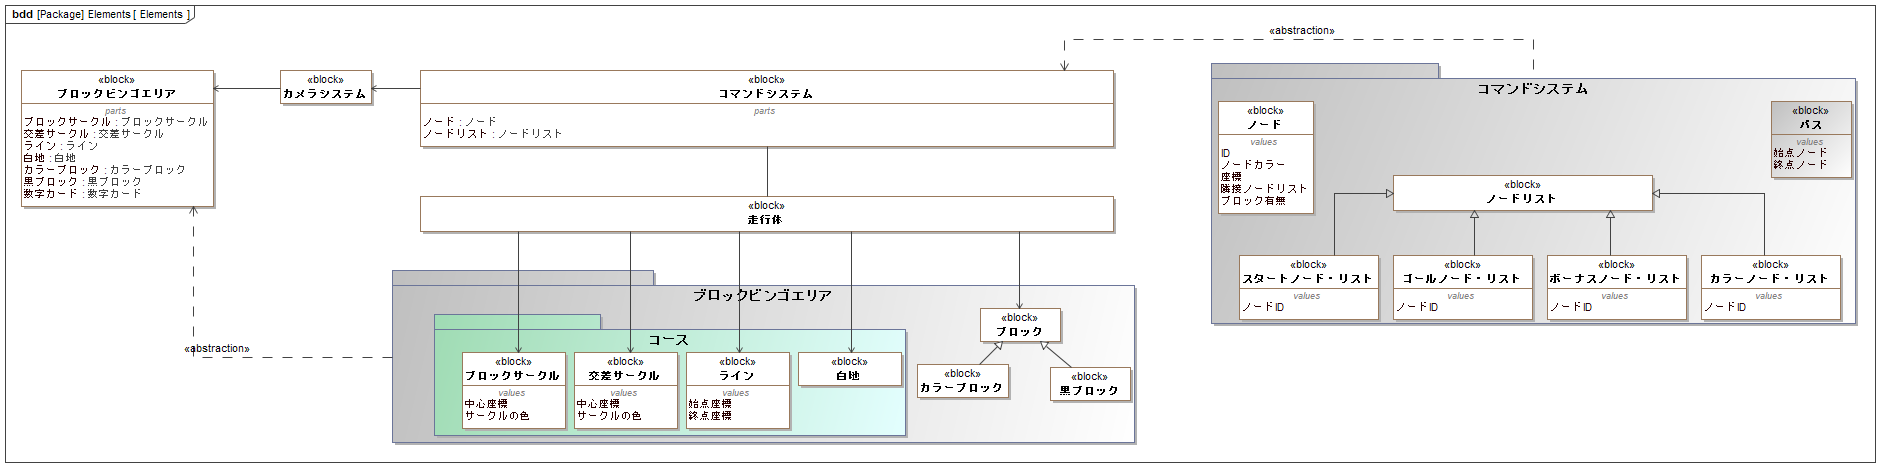 bdd [Package] Elements [ Elements ]
«abstraction»
«block»
ブロックビンゴエリア
parts
ブロックサークル : ブロックサークル
交差サークル : 交差サークル
ライン : ライン
白地 : 白地
カラーブロック : カラーブロック
黒ブロック : 黒ブロック
数字カード : 数字カード
«block»
カメラシステム
«block»
コマンドシステム
parts
ノード : ノード
ノードリスト : ノードリスト
«block»
走行体
«abstraction»
ブロックビンゴエリア
コース
«block»
ブロックサークル
values
中心座標
サークルの色
«block»
交差サークル
values
中心座標
サークルの色
«block»
ライン
values
始点座標
終点座標
«block»
白地
«block»
ブロック
«block»
カラーブロック
«block»
黒ブロック
コマンドシステム
«block»
ノード
values
ID
ノードカラー
座標
隣接ノードリスト
ブロック有無
«block»
パス
values
始点ノード
終点ノード
«block»
ノードリスト
«block»
スタートノード・リスト
values
ノードID
«block»
ゴールノード・リスト
values
ノードID
«block»
ボーナスノード・リスト
values
ノードID
«block»
カラーノード・リスト
values
ノードID